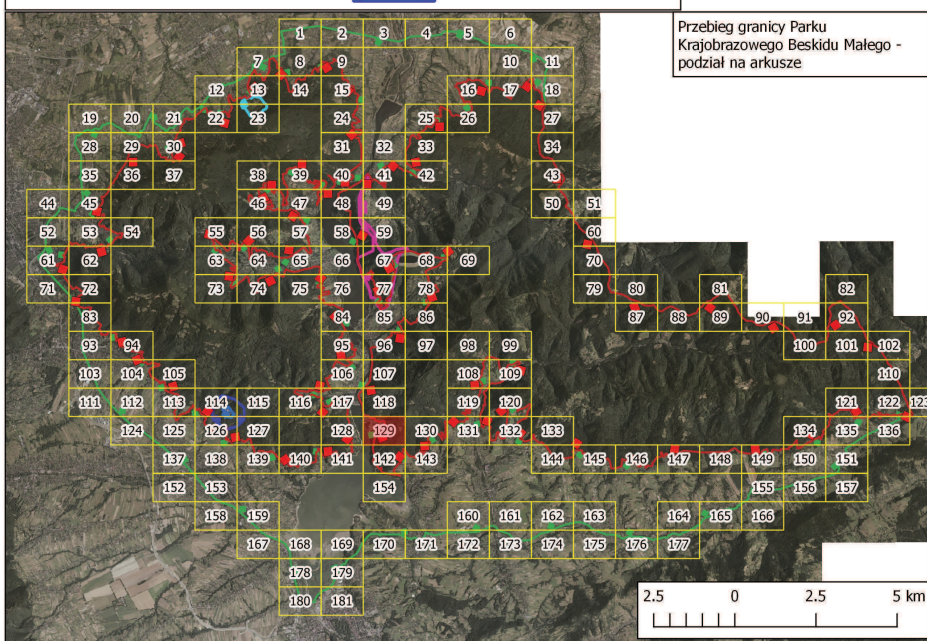 Przebieg granicy Parku
Krajobrazowego Beskidu Małego -
podział na arkusze
1 2 3 4 5 6
7 8 9 10 11
12 13 14 15 16 17 18
19 20 21 22 23 24 25 26 27
28 29 30 31 32 33 34
35 36 37 38 39 40 41 42 43
44 45 46 47 48 49 50 51
52 53 54 55 56 57 58 59 60
61 62 63 64 65 66 67 68 69 70
71 72 73 74 75 76 77 78 79 80 81 82
83 84 85 86 87 88 89 90 91 92
93 94 95 96 97 98 99 100 101 102
103 104 105 106 107 108 109 110
111 112 113 114 115 116 117 118 119 120 121 122 123
124 125 126 127 128 129 130 131 132 133 134 135 136
137 138 139 140 141 142 143 144 145 146 147 148 149 150 151
152 153 154 155 156 157
158 159 160 161 162 163 164 165 166
167 168 169 170 171 172 173 174 175 176 177
178 179
180 181
2.5 0 2.5 5 km